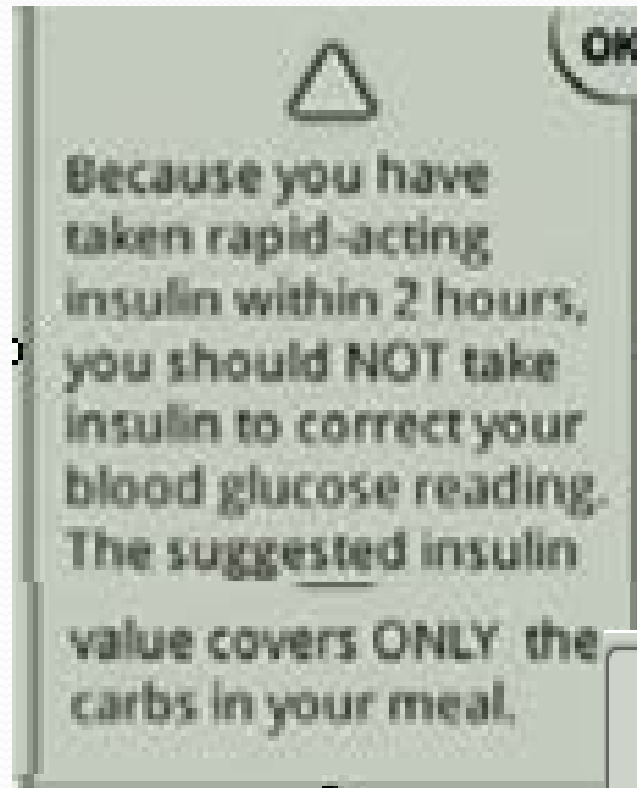 OK
Because you have
taken rapid-acting
insulin within 2 hours,
you should NOT take
insulin to correct your
blood glucose reading.
The suggested insulin
value covers ONLY the
carbs in your meal.